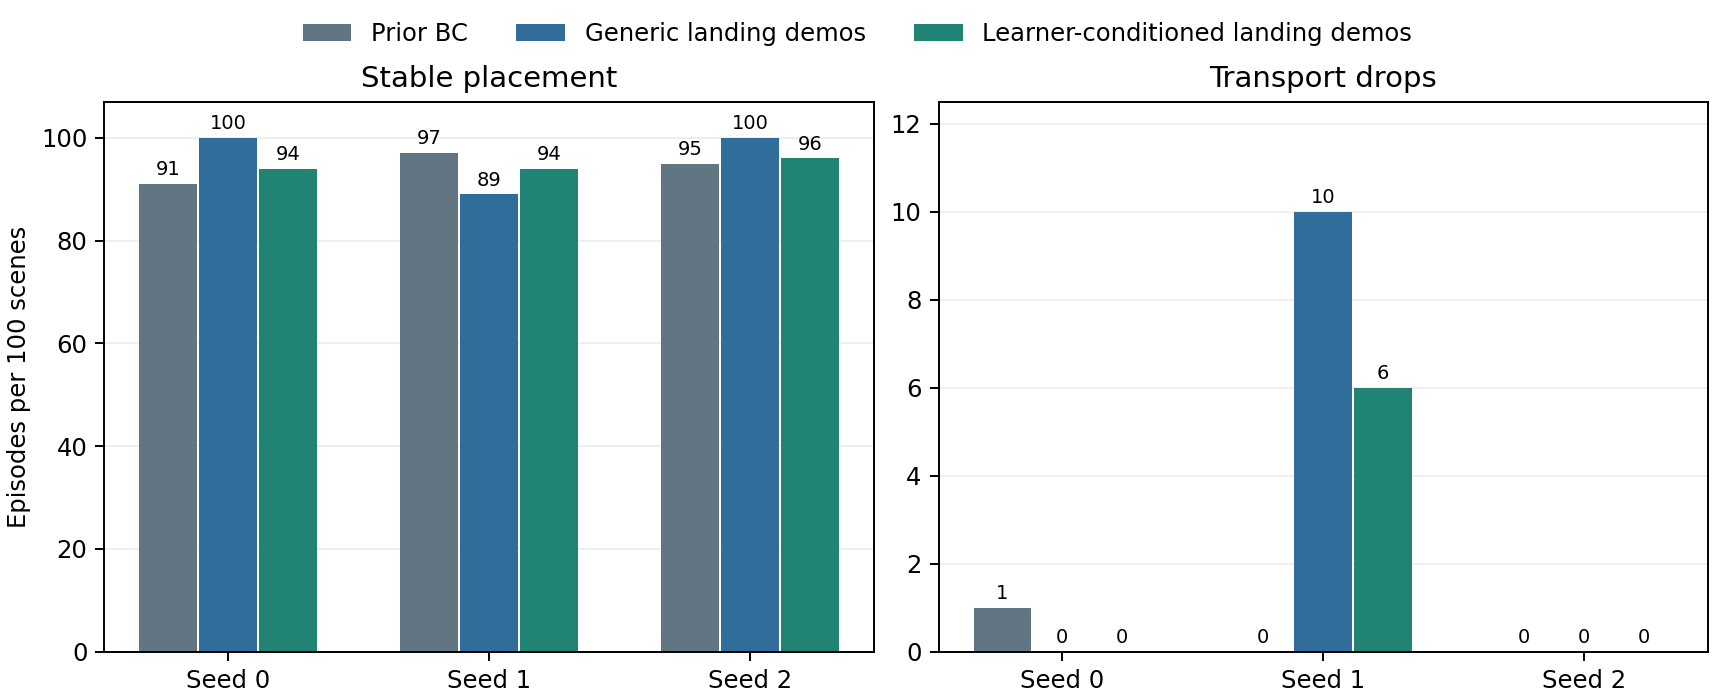 Prior BC
Generic landing demos
Learner-conditioned landing demos
Stable placement
Episodes per 100 scenes
100
80
60
40
20
0
91
100
94
97
89
94
95
100
96
Seed 0
Seed 1
Seed 2
Transport drops
12
10
8
6
4
2
0
1
0
0
0
10
6
0
0
0
Seed 0
Seed 1
Seed 2